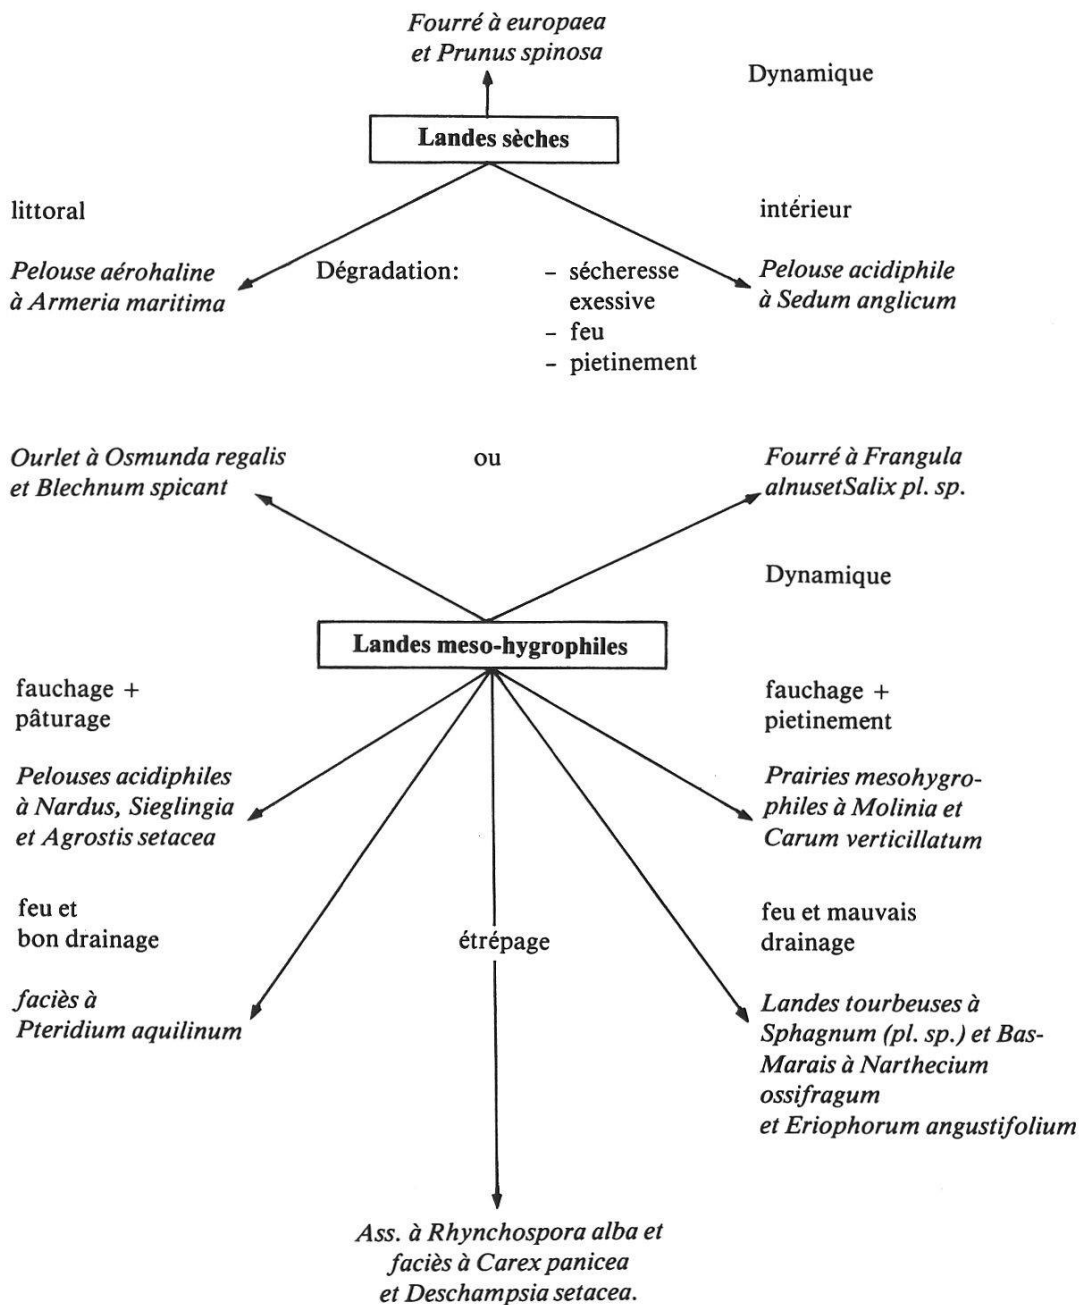 Fourré à europaea
et Prunus spinosa
Dynamique
Landes sèches
littoral
intérieur
Pelouse aérohaline
à Armeria maritima
Dégradation:
– sécheresse
exessive
– feu
– pietinement
Pelouse acidiphile
à Sedum anglicum
Ourlet à Osmunda regalis
et Blechnum spicant
ou
Fourré à Frangula
alnusetSalix pl. sp.
Dynamique
Landes meso-hygrophiles
fauchage +
pâturage
fauchage +
pietinement
Pelouses acidiphiles
à Nardus, Sieglingia
et Agrostis setacea
Prairies mesohygro-
philes à Molinia et
Carum verticillatum
feu et
bon drainage
étrépage
feu et mauvais
drainage
faciès à
Pteridium aquilinum
Landes tourbeuses à
Sphagnum (pl. sp.) et Bas-
Marais à Narthecium
ossifragum
et Eriophorum angustifolium
Ass. à Rhynchospora alba et
faciès à Carex panicea
et Deschampsia setacea.